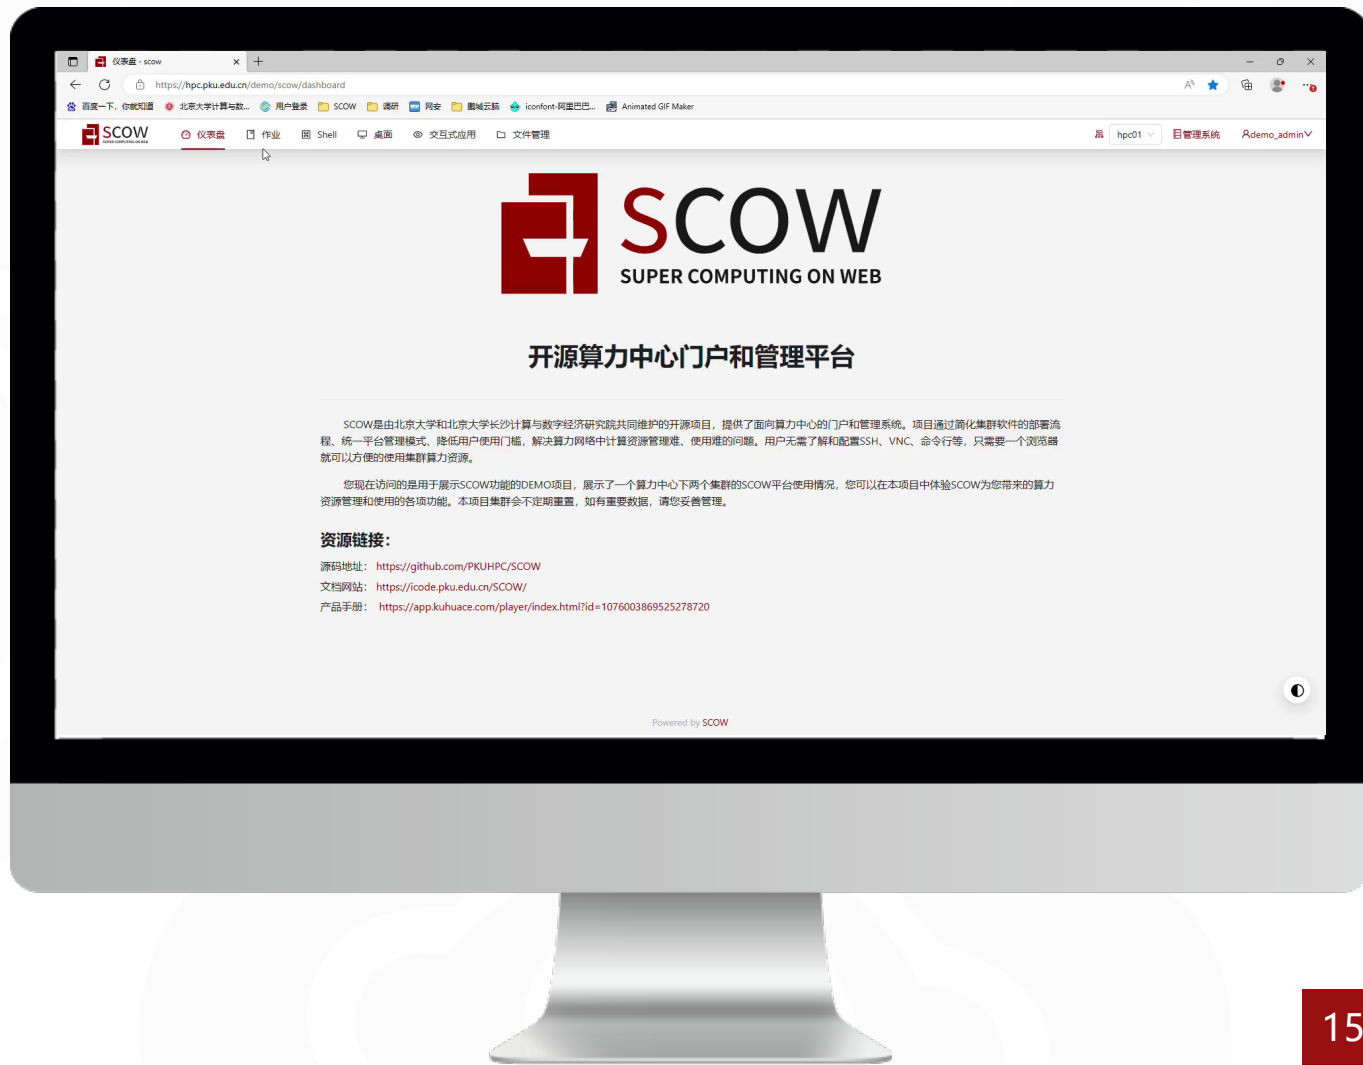 仪表盘 - scow
https://hpc.pku.edu.cn/demo/scow/dashboard
百度一下，你就知道 北京大学计算与数... 用户登录 SCOW 调研 网安 鹏城云脑 iconfont-阿里巴巴... Animated GIF Maker
SCOW 仪表盘 作业 Shell 桌面 交互式应用 文件管理 hpc01 管理系统 demo_admin
SCOW
SUPER COMPUTING ON WEB
开源算力中心门户和管理平台
SCOW是由北京大学和北京大学长沙计算与数字经济研究院共同维护的开源项目，提供了面向算力中心的门户和管理系统。项目通过简化集群软件的部署流
程、统一平台管理模式、降低用户使用门槛，解决算力网络中计算资源管理难、使用难的问题。用户无需了解和配置SSH、VNC、命令行等，只需要一个浏览器
就可以方便的使用集群算力资源。
您现在访问的是用于展示SCOW功能的DEMO项目，展示了一个算力中心下两个集群的SCOW平台使用情况，您可以在本项目中体验SCOW为您带来的算力
资源管理和使用的各项功能。本项目集群会不定期重置，如有重要数据，请您妥善管理。
资源链接：
源码地址： https://github.com/PKUHPC/SCOW
文档网站： https://icode.pku.edu.cn/SCOW/
产品手册： https://app.kuhuace.com/player/index.html?id=1076003869525278720
Powered by SCOW
15